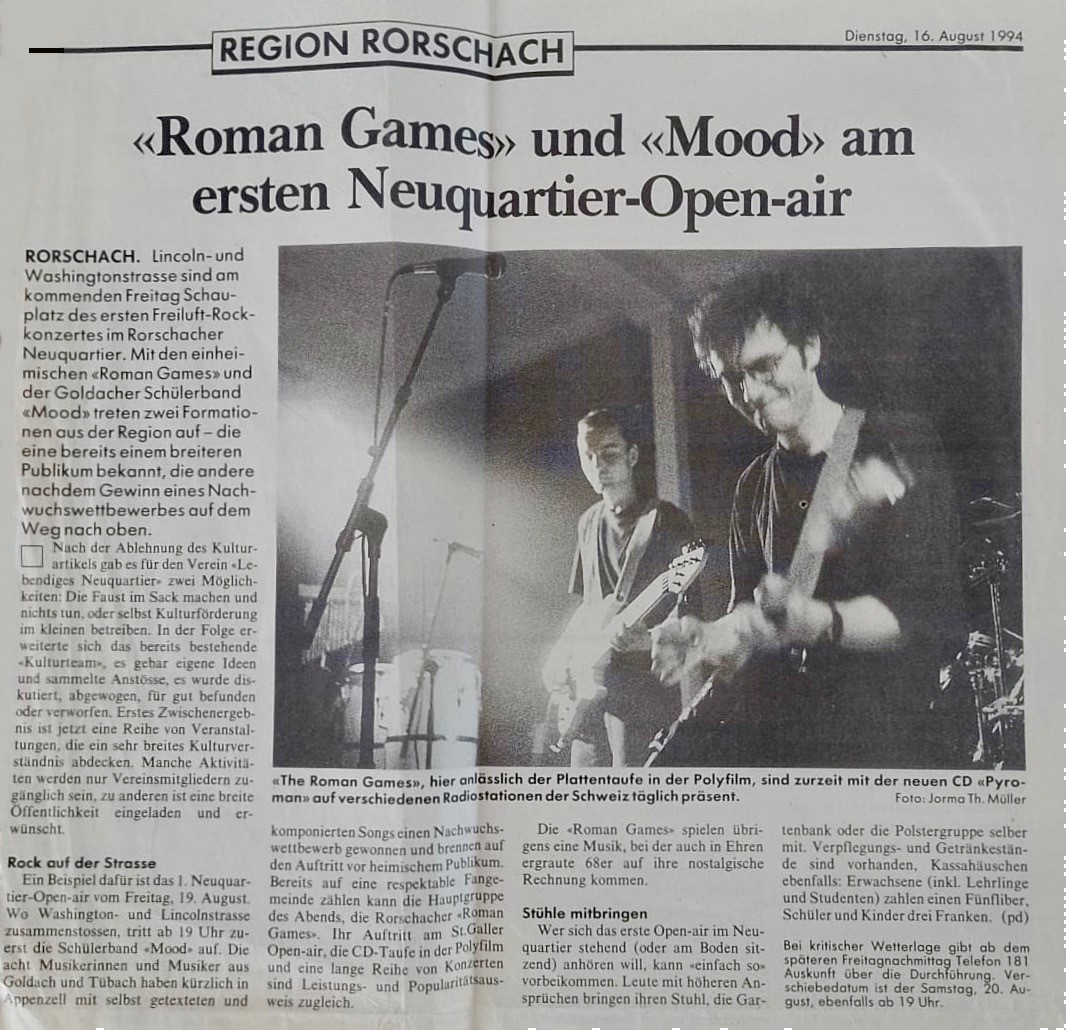 REGION RORSCHACH
Dienstag, 16. August 1994
«Roman Games» und «Mood» am
ersten Neuquartier-Open-air
RORSCHACH. Lincoln- und
Washingtonstrasse sind am
kommenden Freitag Schau-
platz des ersten Freiluft-Rock-
konzertes im Rorschacher
Neuquartier. Mit den einhei-
mischen «Roman Games» und
der Goldacher Schülerband
«Mood» treten zwei Formatio-
nen aus der Region auf – die
eine bereits einem breiteren
Publikum bekannt, die andere
nachdem Gewinn eines Nach-
wuchswettbewerbes auf dem
Weg nach oben.
Nach der Ablehnung des Kultur-
artikels gab es für den Verein «Le-
bendiges Neuquartier» zwei Möglich-
keiten: Die Faust im Sack machen und
nichts tun, oder selbst Kulturförderung
im kleinen betreiben. In der Folge er-
weiterte sich das bereits bestehende
«Kulturteam», es gebar eigene Ideen
und sammelte Anstösse, es wurde dis-
kutiert, abgewogen, für gut befunden
oder verworfen. Erstes Zwischenergeb-
nis ist jetzt eine Reihe von Veranstal-
tungen, die ein sehr breites Kulturver-
ständnis abdecken. Manche Aktivitä-
ten werden nur Vereinsmitgliedern zu-
gänglich sein, zu anderen ist eine breite
Öffentlichkeit eingeladen und er-
wünscht.
Rock auf der Strasse
Ein Beispiel dafür ist das 1. Neuquar-
tier-Open-air vom Freitag, 19. August.
Wo Washington- und Lincolnstrasse
zusammenstossen, tritt ab 19 Uhr zu-
erst die Schülerband «Mood» auf. Die
acht Musikerinnen und Musiker aus
Goldach und Tübach haben kürzlich in
Appenzell mit selbst getexteten und
«The Roman Games», hier anlässlich der Plattentaufe in der Polyfilm, sind zurzeit mit der neuen CD «Pyro-
man» auf verschiedenen Radiostationen der Schweiz täglich präsent.
Foto: Jorma Th. Müller
komponierten Songs einen Nachwuchs-
wettbewerb gewonnen und brennen auf
den Auftritt vor heimischem Publikum.
Bereits auf eine respektable Fange-
meinde zählen kann die Hauptgruppe
des Abends, die Rorschacher «Roman
Games». Ihr Auftritt am St.Galler
Open-air, die CD-Taufe in der Polyfilm
und eine lange Reihe von Konzerten
sind Leistungs- und Popularitätsaus-
weis zugleich.
Die «Roman Games» spielen übri-
gens eine Musik, bei der auch in Ehren
ergraute 68er auf ihre nostalgische
Rechnung kommen.
Stühle mitbringen
Wer sich das erste Open-air im Neu-
quartier stehend (oder am Boden sit-
zend) anhören will, kann «einfach so»
vorbeikommen. Leute mit höheren An-
sprüchen bringen ihren Stuhl, die Gar-
tenbank oder die Polstergruppe selber
mit. Verpflegungs- und Getränkestän-
de sind vorhanden, Kassahäuschen
ebenfalls: Erwachsene (inkl. Lehrlinge
und Studenten) zahlen einen Fünfliber,
Schüler und Kinder drei Franken. (pd)
Bei kritischer Wetterlage gibt ab dem
späteren Freitagnachmittag Telefon 181
Auskunft über die Durchführung. Ver-
schiebedatum ist der Samstag, 20. Au-
gust, ebenfalls ab 19 Uhr.